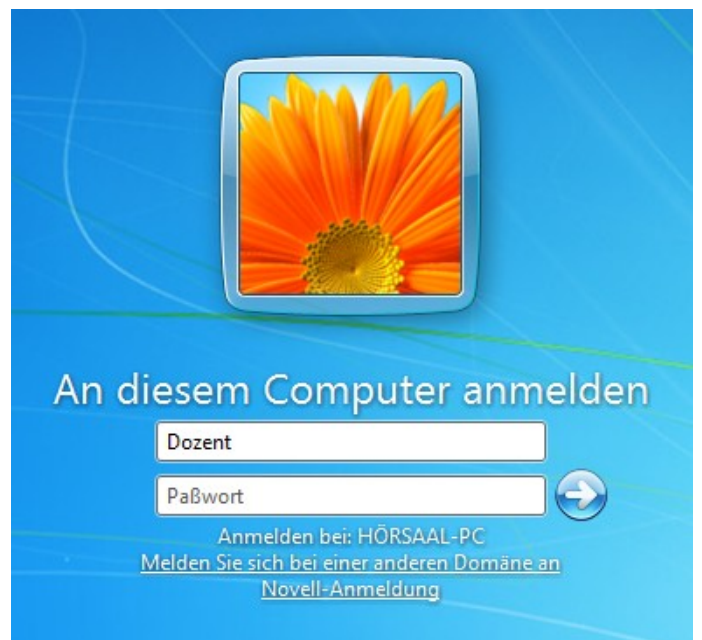 An diesem Computer anmelden
Dozent
Paßwort
Anmelden bei: HÖRSAAL-PC
Melden Sie sich bei einer anderen Domäne an
Novell-Anmeldung